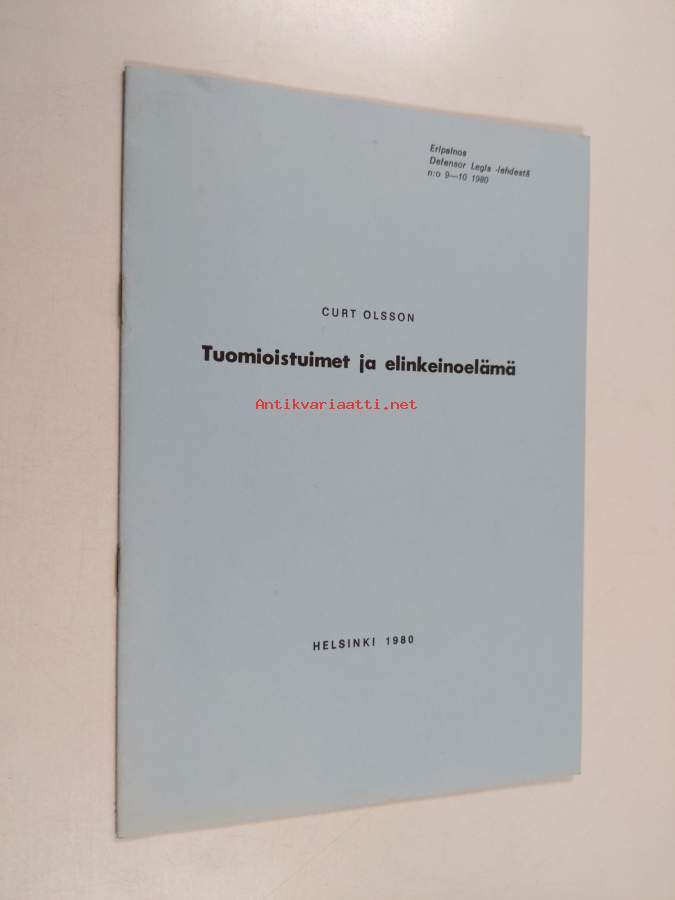 Eripainos
Defensor Legis -lehdestä
n:o 9—10 1980
CURT OLSSON
Tuomioistuimet ja elinkeinoelämä
Antikvariaatti.net
HELSINKI 1980